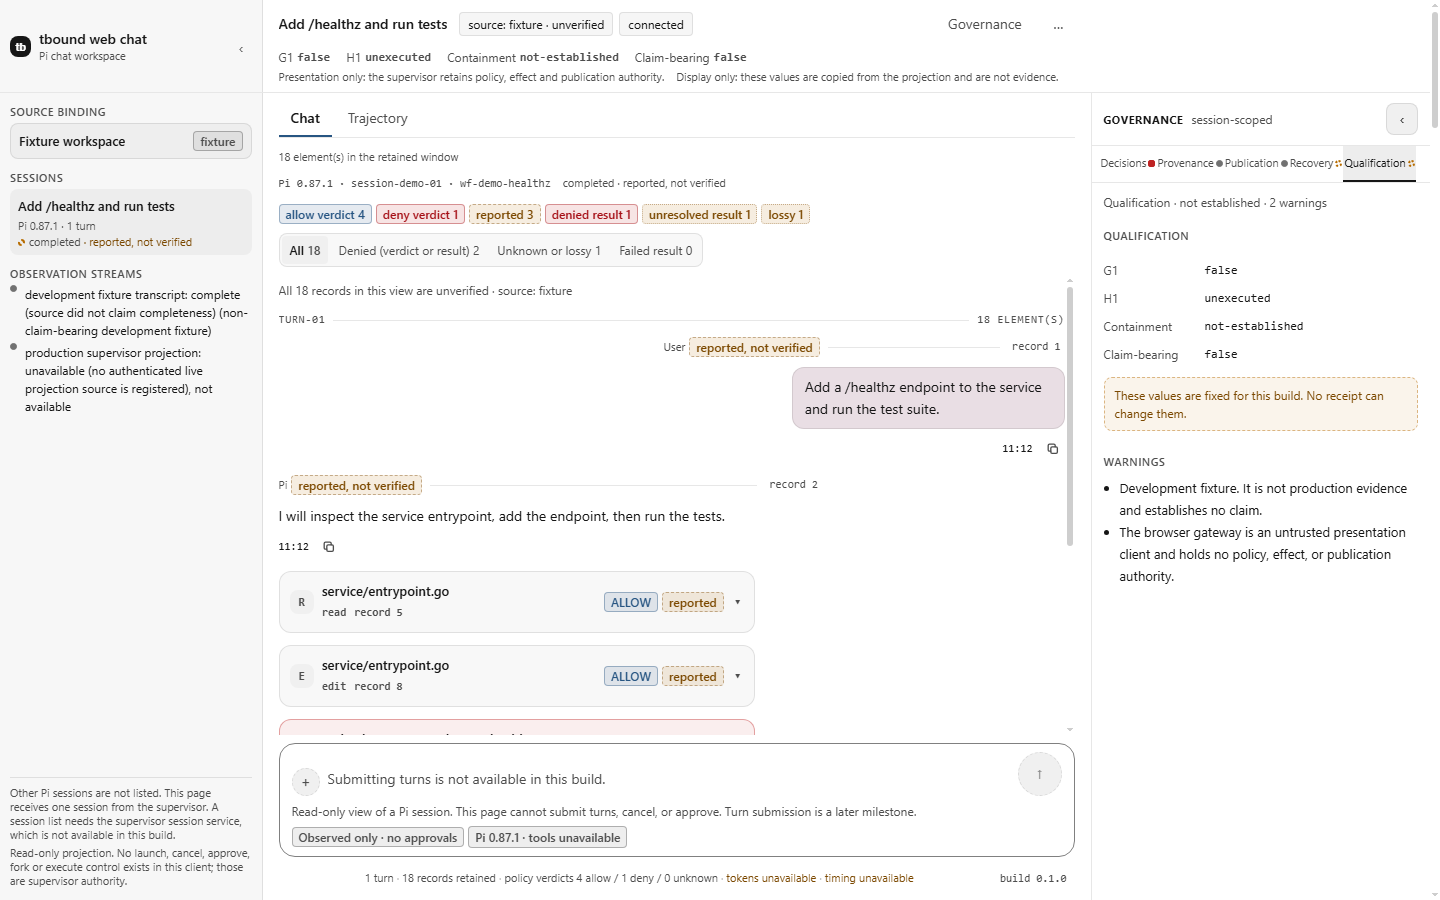 tb
tbound web chat
Pi chat workspace
‹
SOURCE BINDING
Fixture workspace
fixture
SESSIONS
Add /healthz and run tests
Pi 0.87.1 · 1 turn
completed · reported, not verified
OBSERVATION STREAMS
development fixture transcript: complete
(source did not claim completeness) (non-
claim-bearing development fixture)
production supervisor projection:
unavailable (no authenticated live
projection source is registered), not
available
Other Pi sessions are not listed. This page
receives one session from the supervisor. A
session list needs the supervisor session service,
which is not available in this build.
Read-only projection. No launch, cancel, approve,
fork or execute control exists in this client; those
are supervisor authority.
Add /healthz and run tests
source: fixture · unverified
connected
Governance
...
G1 false H1 unexecuted Containment not-established Claim-bearing false
Presentation only: the supervisor retains policy, effect and publication authority. Display only: these values are copied from the projection and are not evidence.
Chat
Trajectory
18 element(s) in the retained window
Pi 0.87.1 · session-demo-01 · wf-demo-healthz completed · reported, not verified
allow verdict 4
deny verdict 1
reported 3
denied result 1
unresolved result 1
lossy 1
All 18
Denied (verdict or result) 2
Unknown or lossy 1
Failed result 0
All 18 records in this view are unverified · source: fixture
TURN-01
18 ELEMENT(S)
User reported, not verified
record 1
Add a /healthz endpoint to the service
and run the test suite.
11:12
Pi reported, not verified
record 2
I will inspect the service entrypoint, add the endpoint, then run the tests.
11:12
R
service/entrypoint.go
read record 5
ALLOW
reported
E
service/entrypoint.go
edit record 8
ALLOW
reported
+
Submitting turns is not available in this build.
↑
Read-only view of a Pi session. This page cannot submit turns, cancel, or approve. Turn submission is a later milestone.
Observed only · no approvals
Pi 0.87.1 · tools unavailable
1 turn · 18 records retained · policy verdicts 4 allow / 1 deny / 0 unknown · tokens unavailable · timing unavailable
build 0.1.0
GOVERNANCE session-scoped
‹
Decisions Provenance Publication Recovery Qualification
Qualification · not established · 2 warnings
QUALIFICATION
G1 false
H1 unexecuted
Containment not-established
Claim-bearing false
These values are fixed for this build. No receipt can
change them.
WARNINGS
Development fixture. It is not production evidence
and establishes no claim.
The browser gateway is an untrusted presentation
client and holds no policy, effect, or publication
authority.